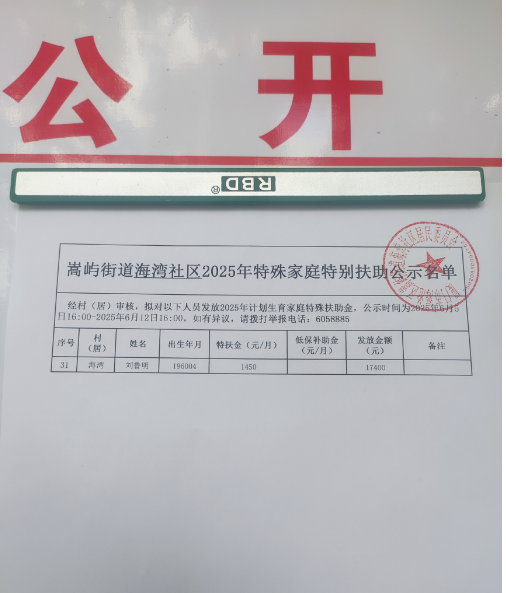 公开
RBD®
嵩屿街道海湾社区2025年特殊家庭特别扶助公示名单
经村（居）审核，拟对以下人员发放2025年计划生育家庭特殊扶助金，公示时间为2025年6月5
日16:00-2025年6月12日16:00。如有异议，请拨打举报电话：6058885
序号 村（居） 姓名 出生年月 特扶金（元/月） 低保补助金（元/月） 发放金额（元） 备注
31 海湾 刘鲁明 196004 1450 17400